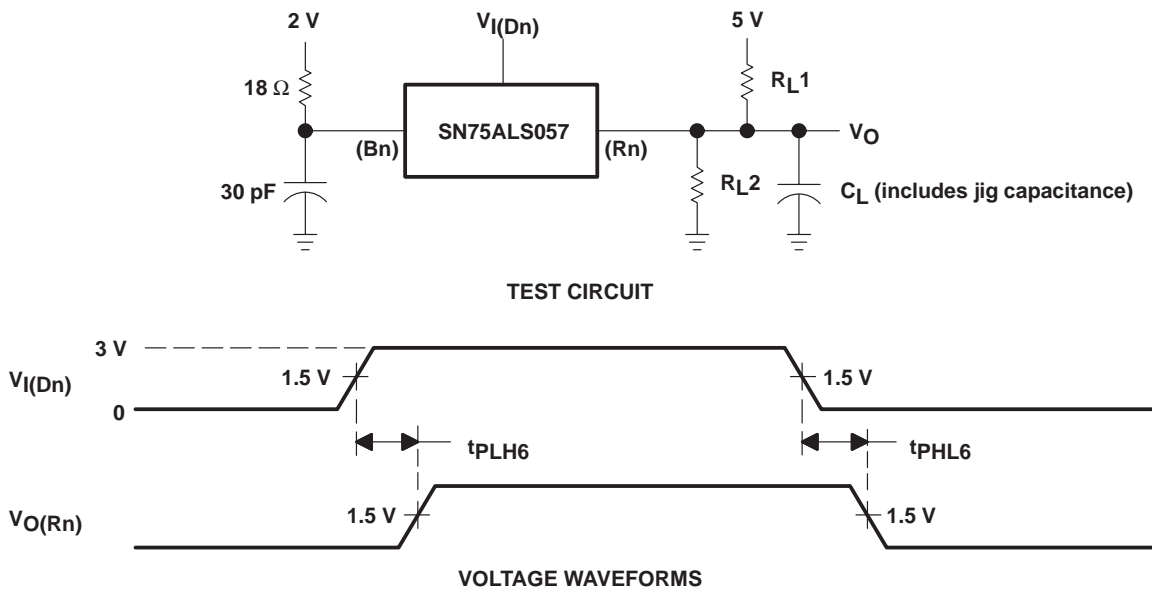 2 V
VI(Dn)
5 V
18 Ω
RL1
SN75ALS057
(Bn)
(Rn)
VO
30 pF
RL2
CL (includes jig capacitance)
TEST CIRCUIT
3 V
VI(Dn)
1.5 V
1.5 V
0
tPLH6
tPHL6
VO(Rn)
1.5 V
1.5 V
VOLTAGE WAVEFORMS